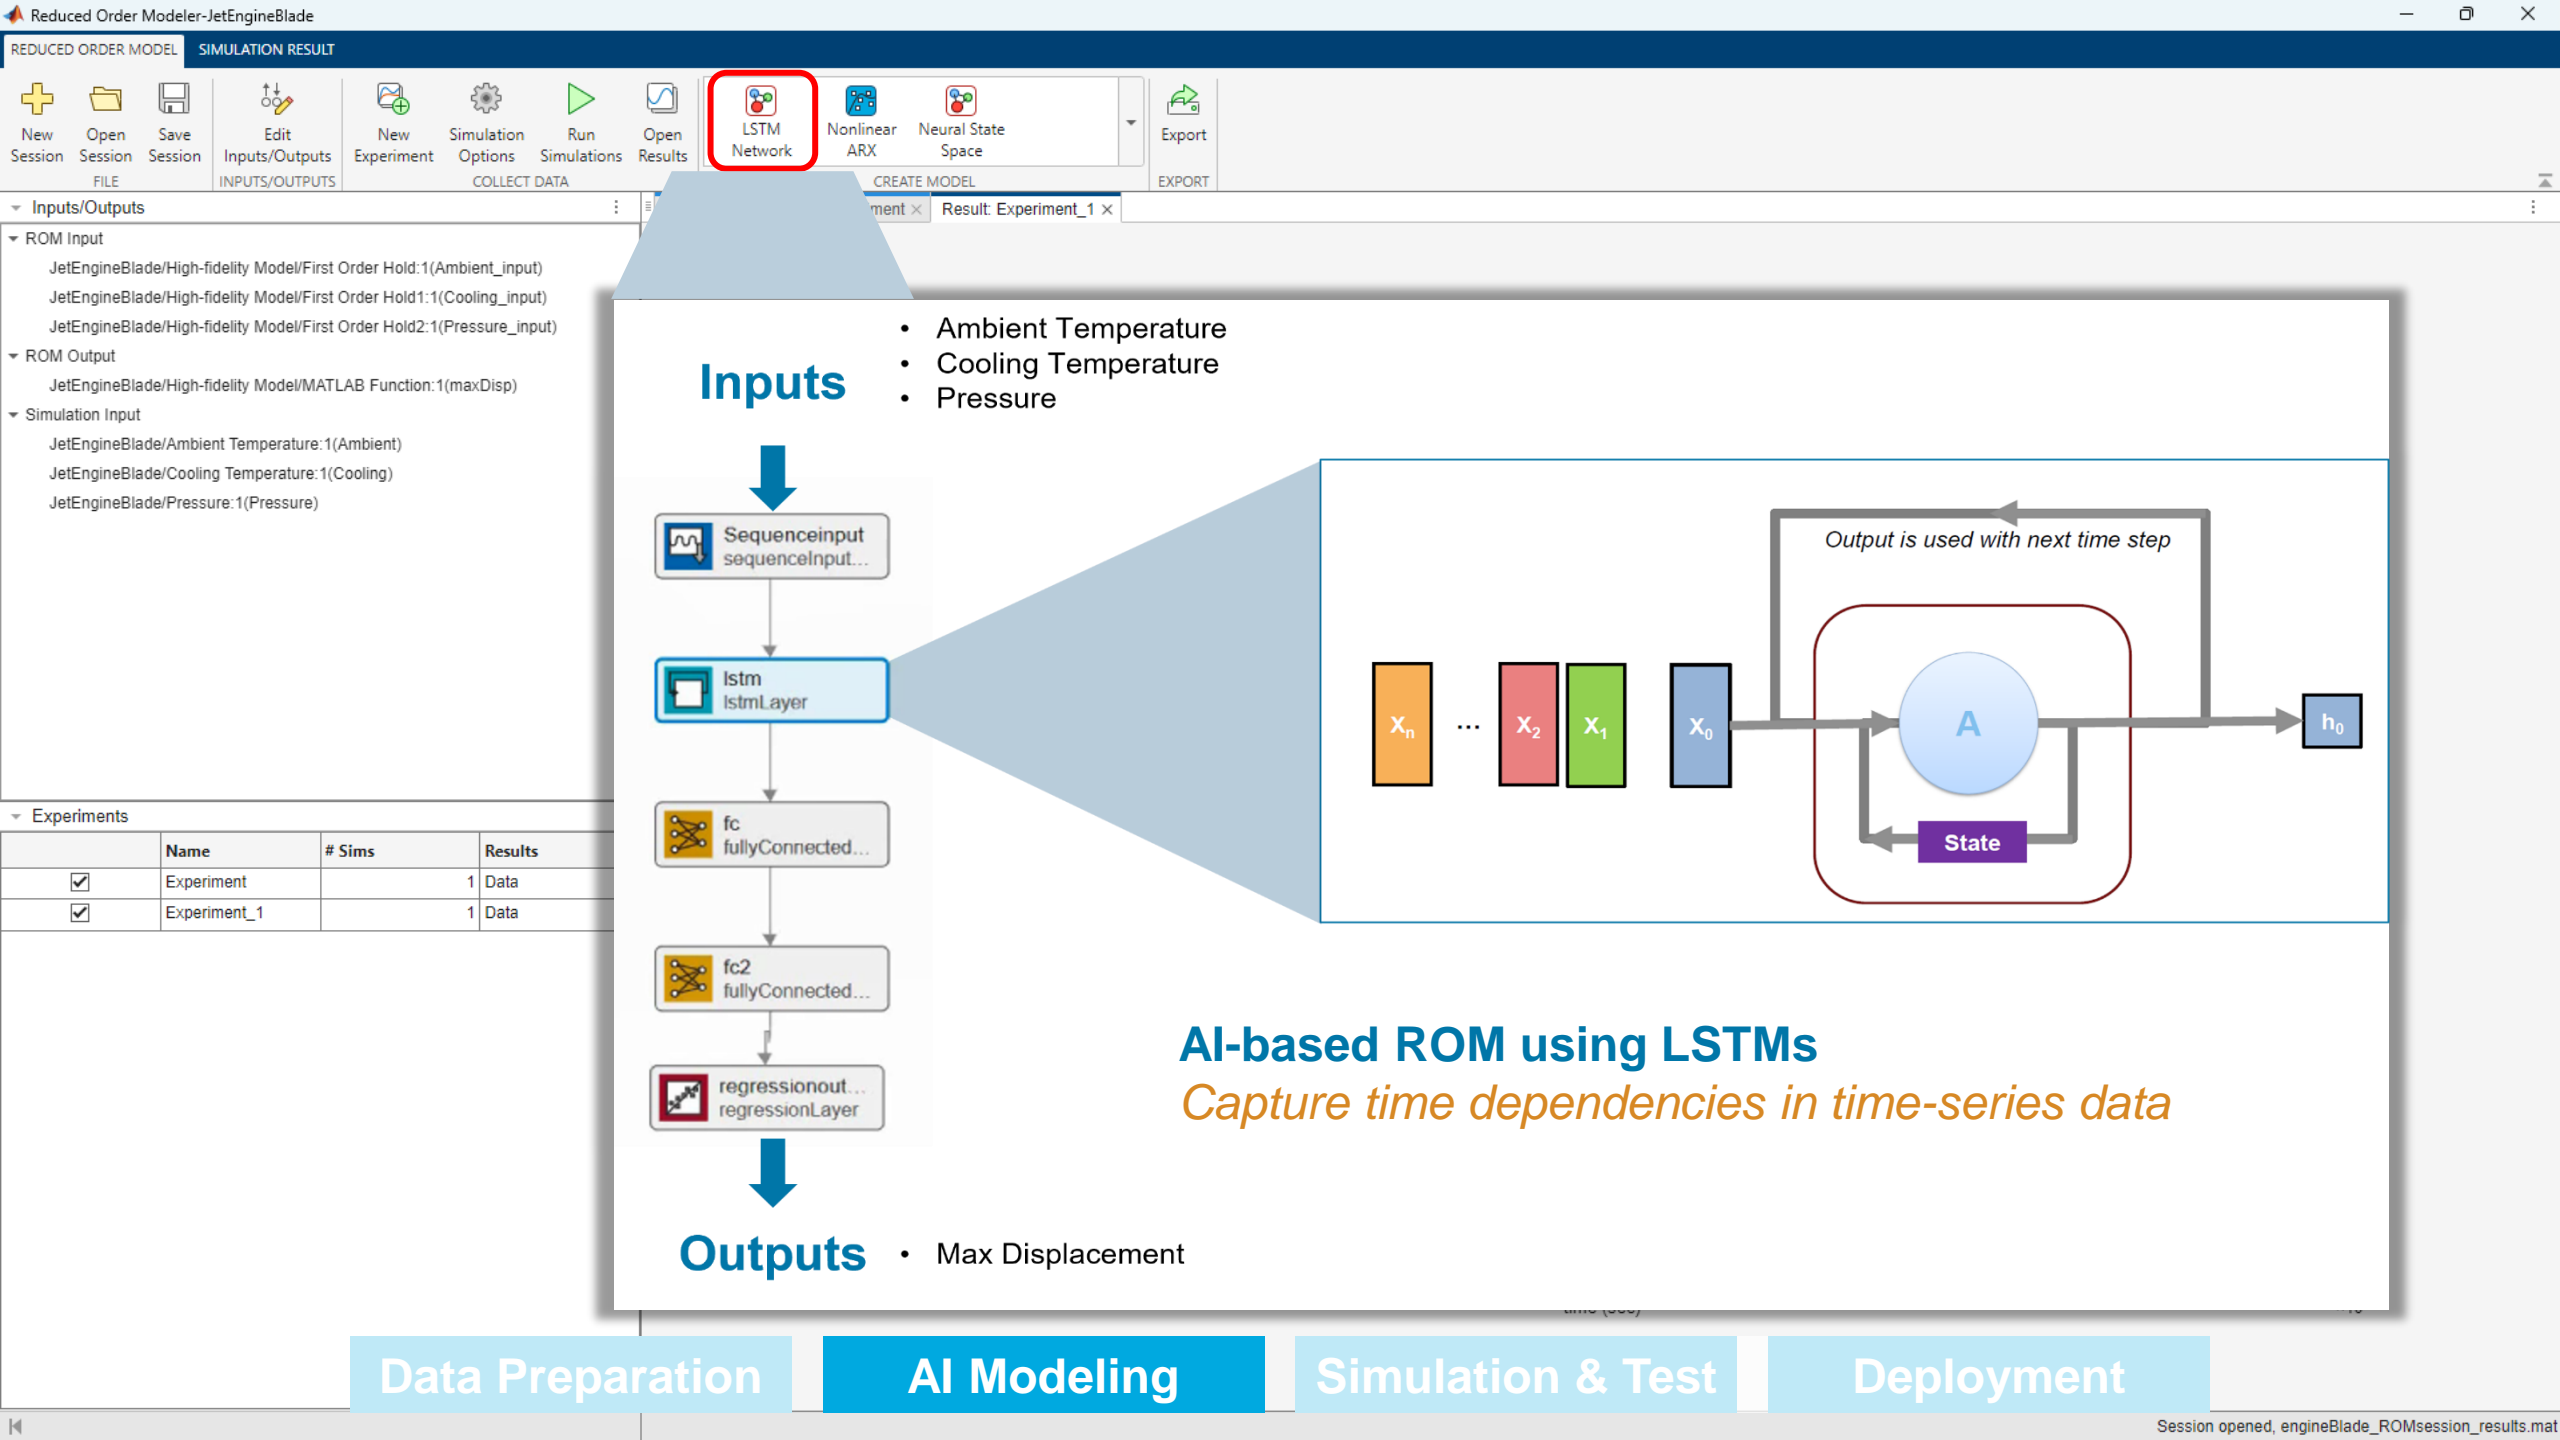 Reduced Order Modeler-JetEngineBlade
REDUCED ORDER MODEL SIMULATION RESULT
New Session
Open Session
Save Session
FILE
Edit Inputs/Outputs
INPUTS/OUTPUTS
New Experiment
Simulation Options
Run Simulations
Open Results
COLLECT DATA
LSTM Network
Nonlinear ARX
Neural State Space
CREATE MODEL
Export
EXPORT
Inputs/Outputs
ROM Input
JetEngineBlade/High-fidelity Model/First Order Hold:1(Ambient_input)
JetEngineBlade/High-fidelity Model/First Order Hold1:1(Cooling_input)
JetEngineBlade/High-fidelity Model/First Order Hold2:1(Pressure_input)
ROM Output
JetEngineBlade/High-fidelity Model/MATLAB Function:1(maxDisp)
Simulation Input
JetEngineBlade/Ambient Temperature:1(Ambient)
JetEngineBlade/Cooling Temperature:1(Cooling)
JetEngineBlade/Pressure:1(Pressure)
Experiments
Name # Sims Results
Experiment 1 Data
Experiment_1 1 Data
ment × Result: Experiment_1 ×
Inputs
• Ambient Temperature
• Cooling Temperature
• Pressure
Sequenceinput
sequenceInput...
lstm
lstmLayer
fc
fullyConnected...
fc2
fullyConnected...
regressionout...
regressionLayer
Outputs
• Max Displacement
Output is used with next time step
Xn ... X2 X1 X0
A
State
h0
AI-based ROM using LSTMs
Capture time dependencies in time-series data
Data Preparation
AI Modeling
Simulation & Test
Deployment
Session opened, engineBlade_ROMsession_results.mat